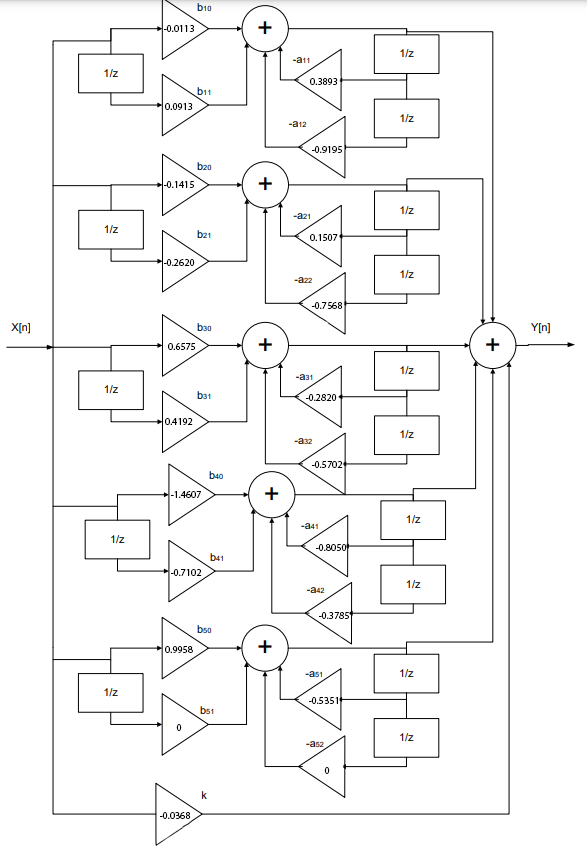 b10
-0.0113
+
1/z
-a11
1/z
0.3893
b11
0.0913
-a12
1/z
-0.9195
b20
-0.1415
+
1/z
-a21
1/z
0.1507
b21
-0.2620
-a22
1/z
-0.7568
X[n]
b30
0.6575
+
+
Y[n]
1/z
-a31
1/z
-0.2820
b31
0.4192
-a32
1/z
-0.5702
b40
-1.4607
+
1/z
-a41
1/z
-0.8050
b41
-0.7102
-a42
1/z
-0.3785
b50
0.9958
+
1/z
-a51
1/z
-0.5351
b51
0
-a52
1/z
0
k
-0.0368